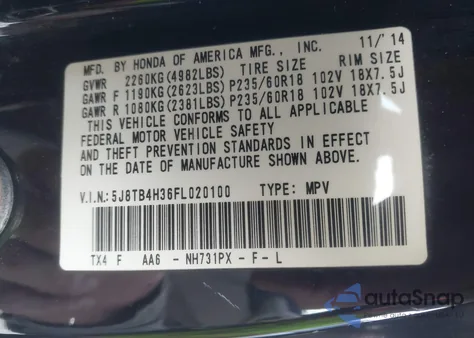 MFD. BY HONDA OF AMERICA MFG., INC. 11/'14
GVWR 2260KG(4982LBS) TIRE SIZE RIM SIZE
GAWR F 1190KG(2623LBS) P235/60R18 102V 18X7.5J
GAWR R 1080KG(2381LBS) P235/60R18 102V 18X7.5J
THIS VEHICLE CONFORMS TO ALL APPLICABLE
FEDERAL MOTOR VEHICLE SAFETY
AND THEFT PREVENTION STANDARDS IN EFFECT
ON THE DATE OF MANUFACTURE SHOWN ABOVE.
V.I.N.:5J8TB4H36FL020100 TYPE: MPV
TX4 F AA6 - NH731PX - F - L
autoSnap